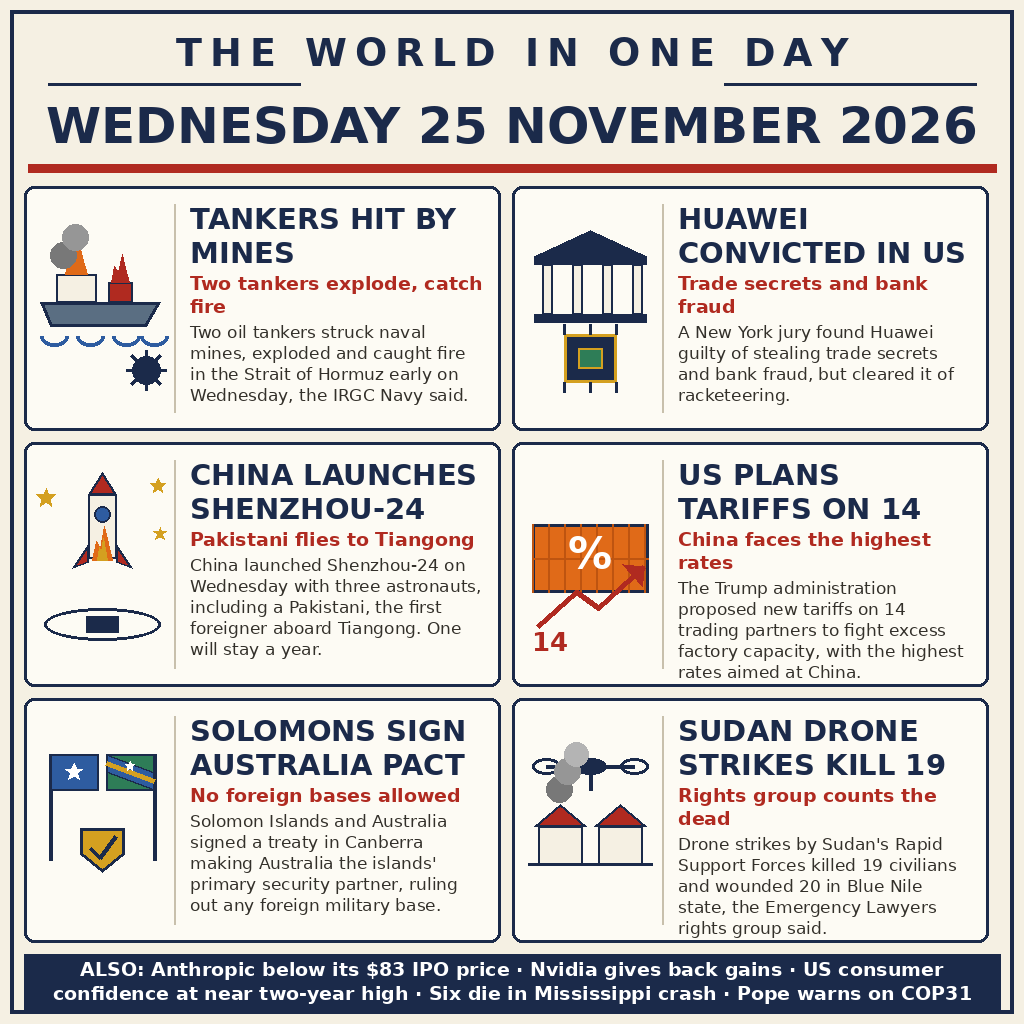 THE WORLD IN ONE DAY
WEDNESDAY 25 NOVEMBER 2026
TANKERS HIT BY
MINES
Two tankers explode, catch
fire
Two oil tankers struck naval
mines, exploded and caught fire
in the Strait of Hormuz early on
Wednesday, the IRGC Navy said.
HUAWEI
CONVICTED IN US
Trade secrets and bank
fraud
A New York jury found Huawei
guilty of stealing trade secrets
and bank fraud, but cleared it of
racketeering.
CHINA LAUNCHES
SHENZHOU-24
Pakistani flies to Tiangong
China launched Shenzhou-24 on
Wednesday with three astronauts,
including a Pakistani, the first
foreigner aboard Tiangong. One
will stay a year.
%
14
US PLANS
TARIFFS ON 14
China faces the highest
rates
The Trump administration
proposed new tariffs on 14
trading partners to fight excess
factory capacity, with the highest
rates aimed at China.
SOLOMONS SIGN
AUSTRALIA PACT
No foreign bases allowed
Solomon Islands and Australia
signed a treaty in Canberra
making Australia the islands'
primary security partner, ruling
out any foreign military base.
SUDAN DRONE
STRIKES KILL 19
Rights group counts the
dead
Drone strikes by Sudan's Rapid
Support Forces killed 19 civilians
and wounded 20 in Blue Nile
state, the Emergency Lawyers
rights group said.
ALSO: Anthropic below its $83 IPO price · Nvidia gives back gains · US consumer
confidence at near two-year high · Six die in Mississippi crash · Pope warns on COP31